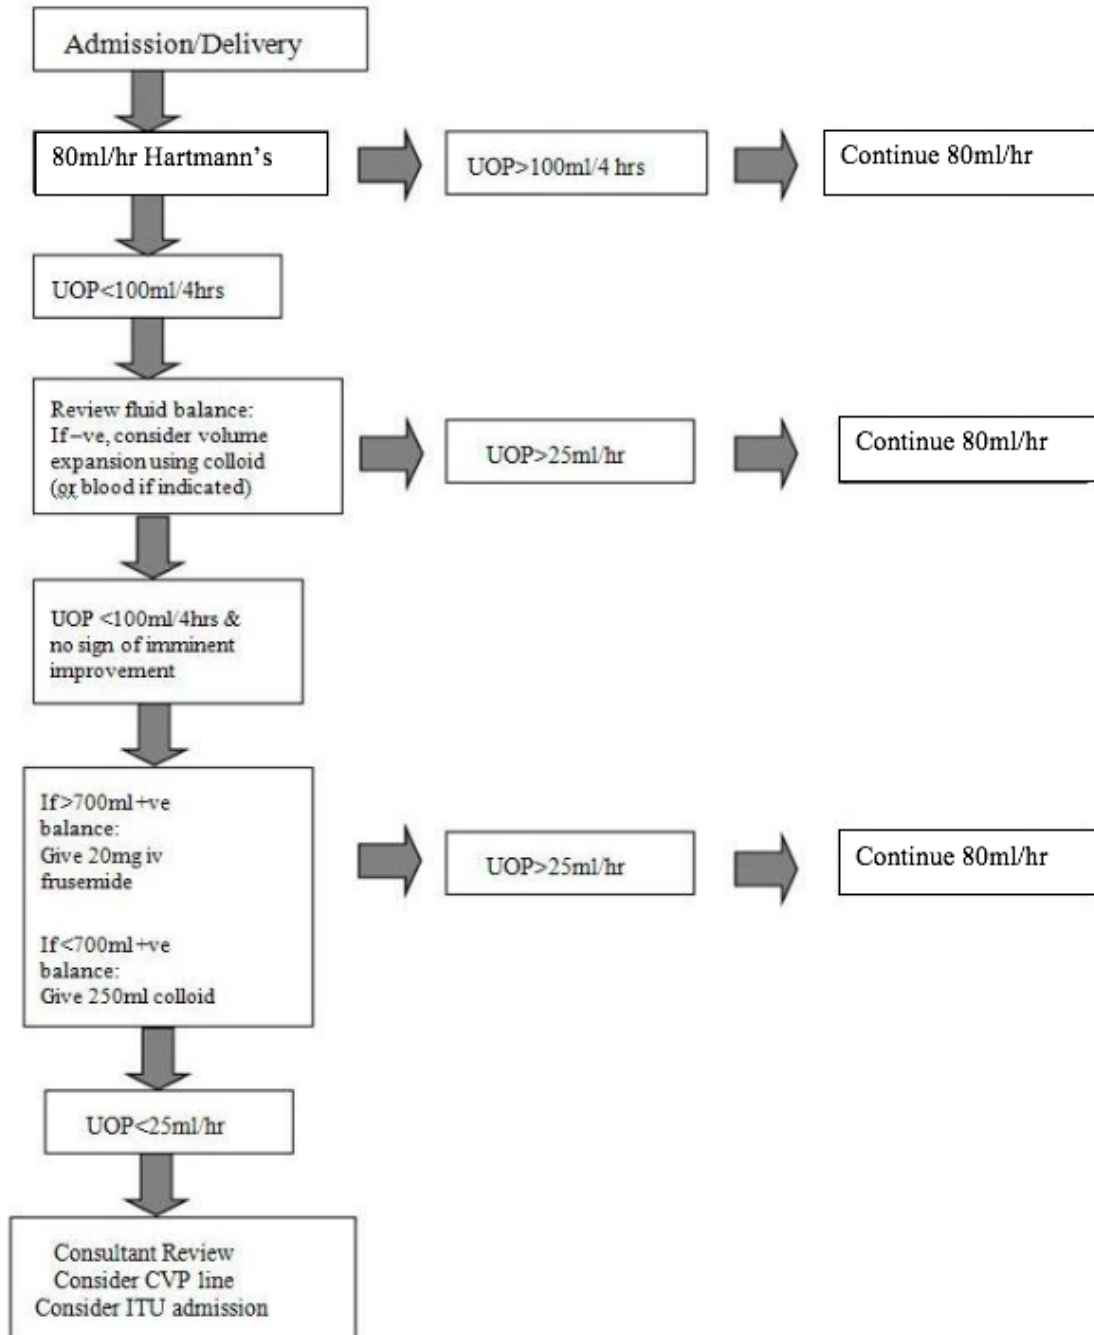 Admission/Delivery
80ml/hr Hartmann's
UOP>100ml/4 hrs
Continue 80ml/hr
UOP<100ml/4hrs
Review fluid balance:
If –ve, consider volume
expansion using colloid
(or blood if indicated)
UOP>25ml/hr
Continue 80ml/hr
UOP <100ml/4hrs &
no sign of imminent
improvement
If >700ml +ve
balance:
Give 20mg iv
frusemide
If <700ml +ve
balance:
Give 250ml colloid
UOP>25ml/hr
Continue 80ml/hr
UOP<25ml/hr
Consultant Review
Consider CVP line
Consider ITU admission